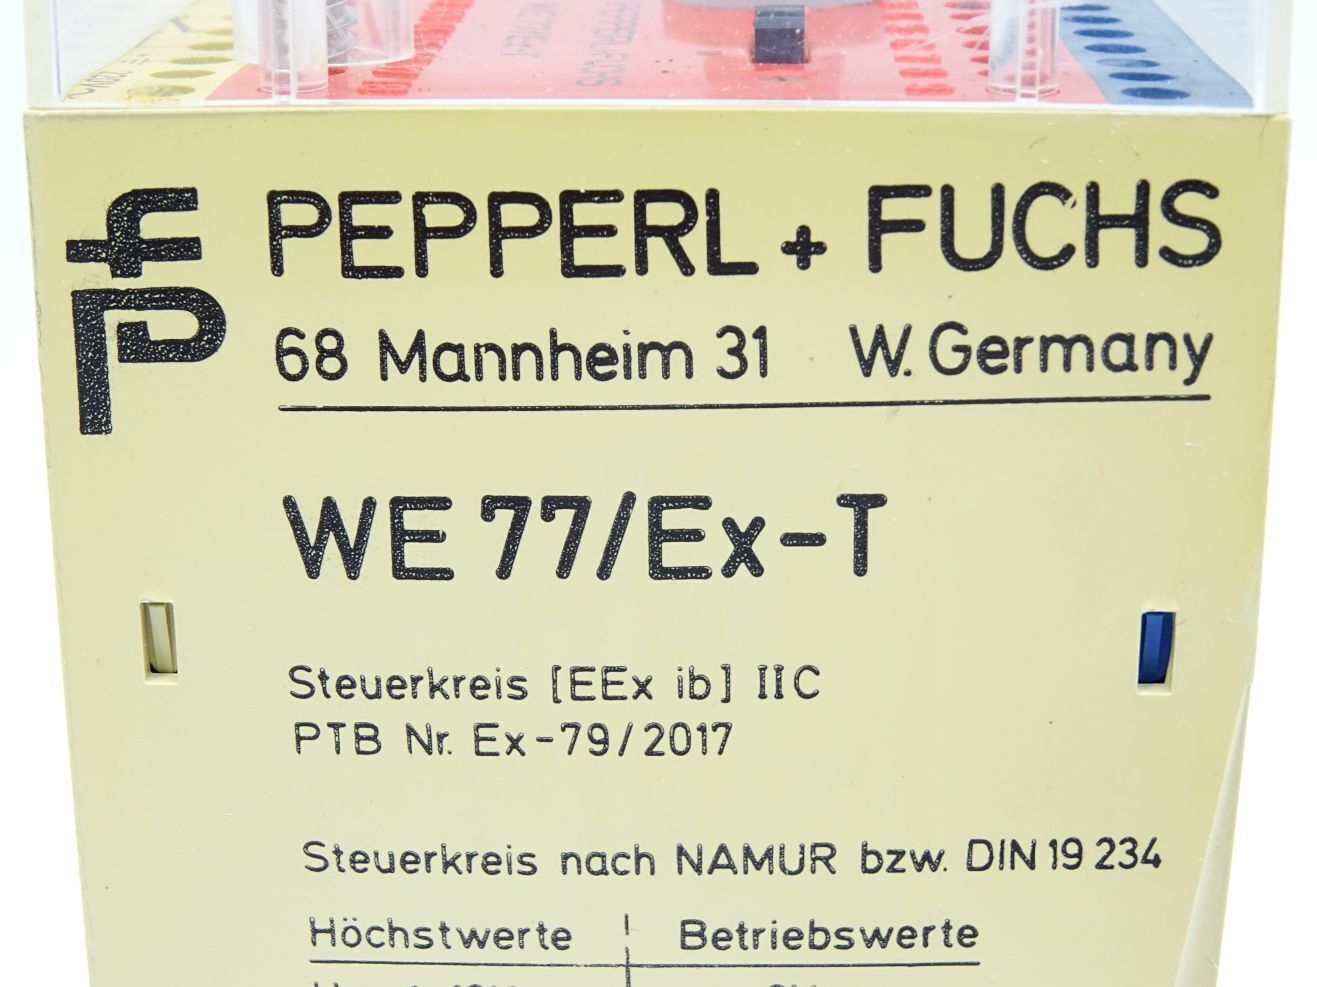 PEPPERL + FUCHS
68 Mannheim 31 W. Germany
WE 77/Ex-T
Steuerkreis [EEx ib] IIC
PTB Nr. Ex-79/2017
Steuerkreis nach NAMUR bzw. DIN 19 234
Höchstwerte Betriebswerte